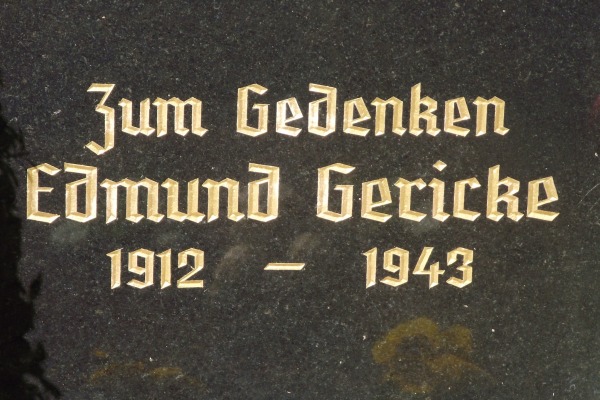 Zum Gedenken
Edmund Gericke
1912 – 1943